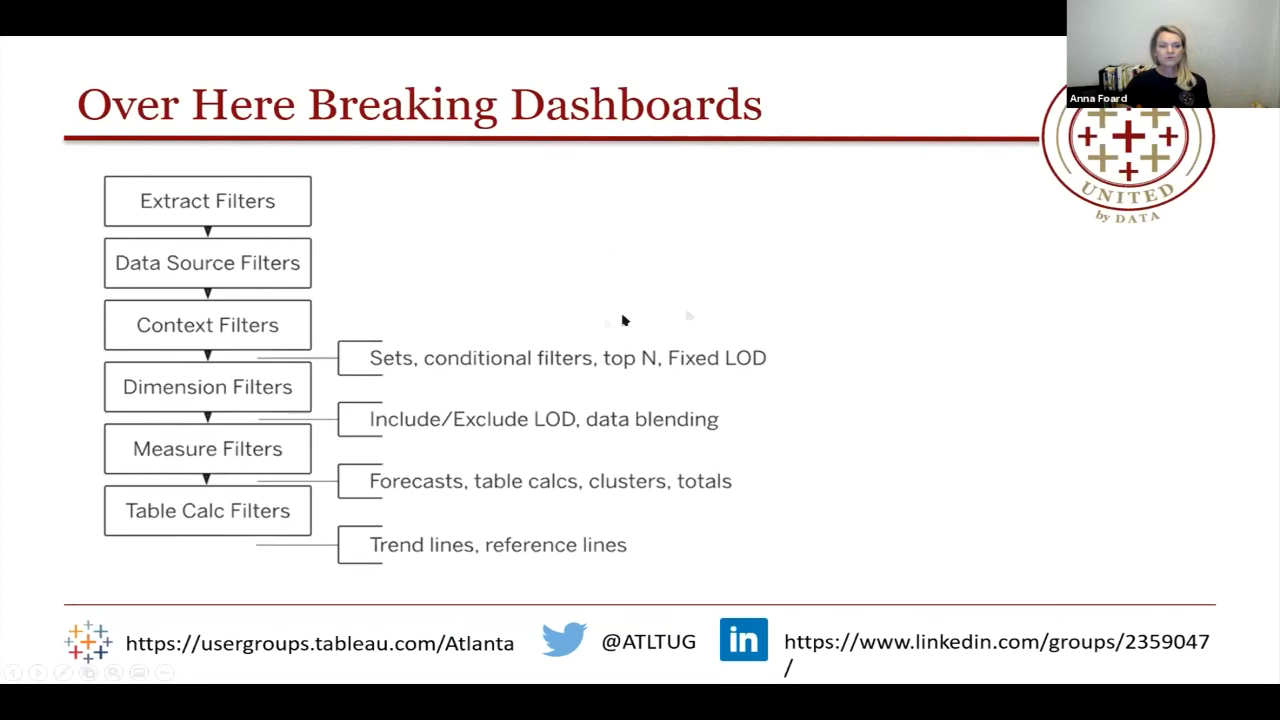 Anna Foard
Over Here Breaking Dashboards
UNITED
by DATA
Extract Filters
Data Source Filters
Context Filters
Sets, conditional filters, top N, Fixed LOD
Dimension Filters
Include/Exclude LOD, data blending
Measure Filters
Forecasts, table calcs, clusters, totals
Table Calc Filters
Trend lines, reference lines
https://usergroups.tableau.com/Atlanta
@ATLTUG
in
https://www.linkedin.com/groups/2359047
/